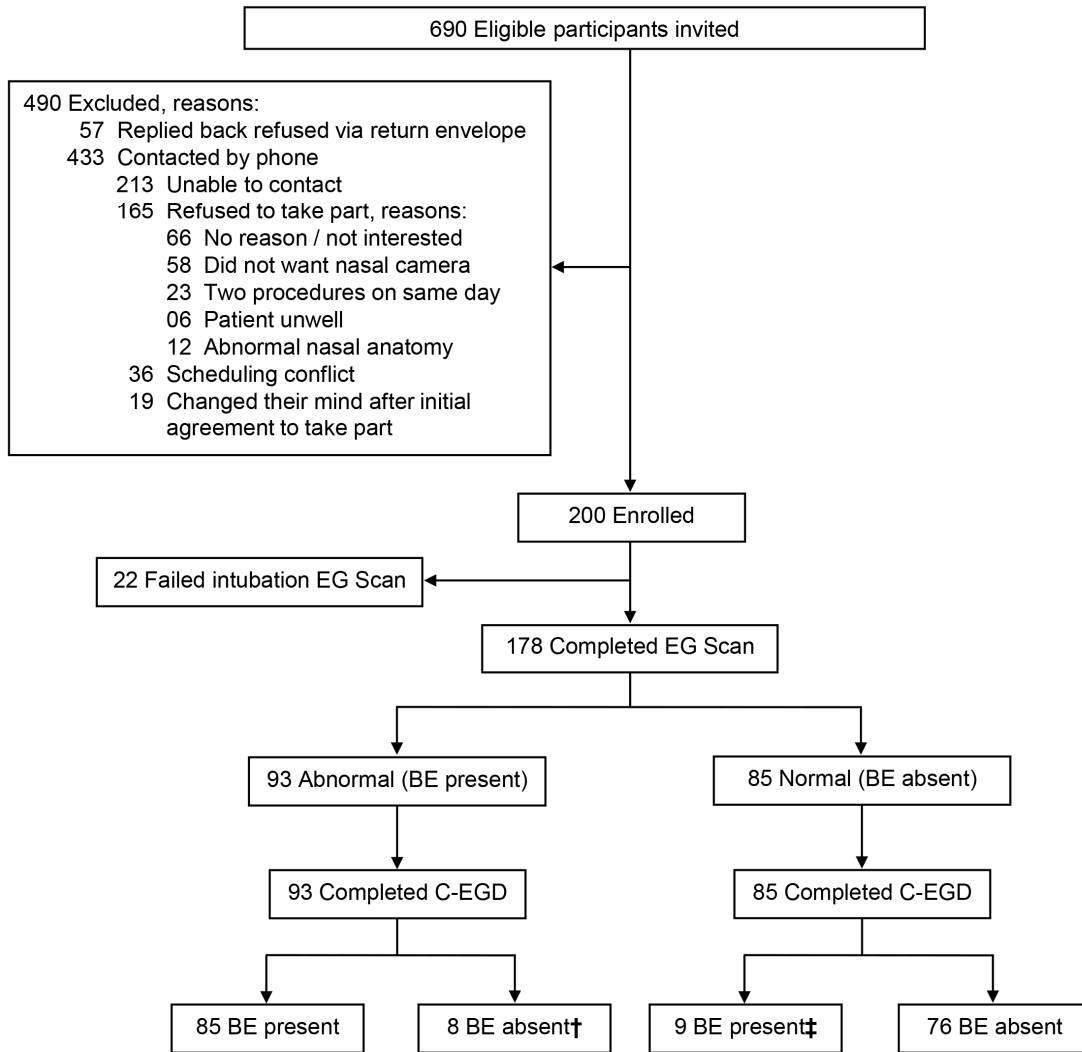 690 Eligible participants invited
490 Excluded, reasons:
57 Replied back refused via return envelope
433 Contacted by phone
213 Unable to contact
165 Refused to take part, reasons:
66 No reason / not interested
58 Did not want nasal camera
23 Two procedures on same day
06 Patient unwell
12 Abnormal nasal anatomy
36 Scheduling conflict
19 Changed their mind after initial
agreement to take part
200 Enrolled
22 Failed intubation EG Scan
178 Completed EG Scan
93 Abnormal (BE present)
85 Normal (BE absent)
93 Completed C-EGD
85 Completed C-EGD
85 BE present
8 BE absent†
9 BE present‡
76 BE absent